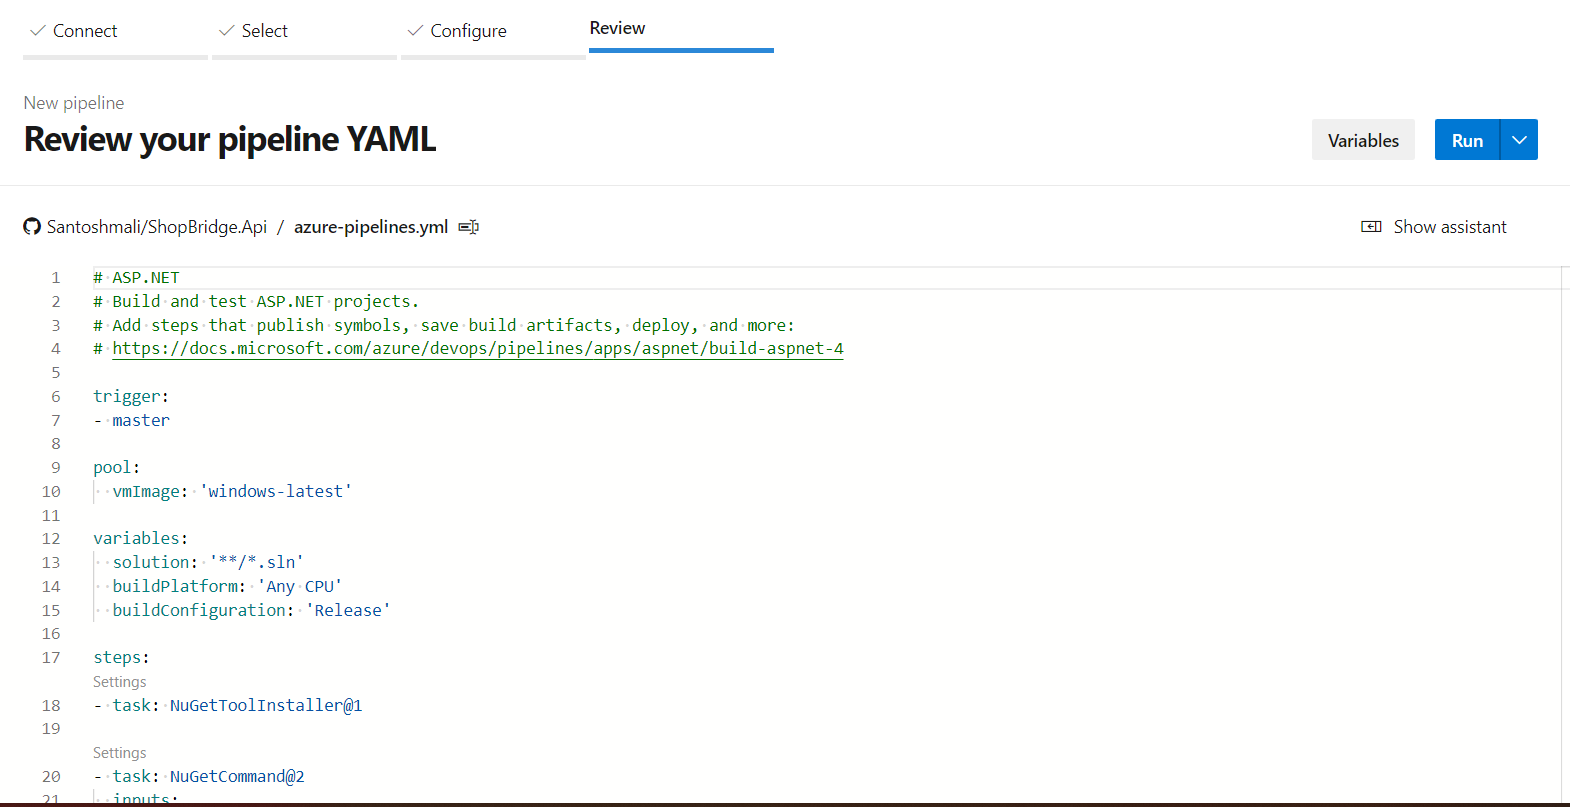 Connect
Select
Configure
Review
New pipeline
Review your pipeline YAML
Variables
Run
Santoshmali/ShopBridge.Api / azure-pipelines.yml
Show assistant
1 # ASP.NET
2 # Build and test ASP.NET projects.
3 # Add steps that publish symbols, save build artifacts, deploy, and more:
4 # https://docs.microsoft.com/azure/devops/pipelines/apps/aspnet/build-aspnet-4
5
6 trigger:
7 - master
8
9 pool:
10   vmImage: 'windows-latest'
11
12 variables:
13   solution: '**/*.sln'
14   buildPlatform: 'Any CPU'
15   buildConfiguration: 'Release'
16
17 steps:
Settings
18 - task: NuGetToolInstaller@1
19
Settings
20 - task: NuGetCommand@2
21   inputs: